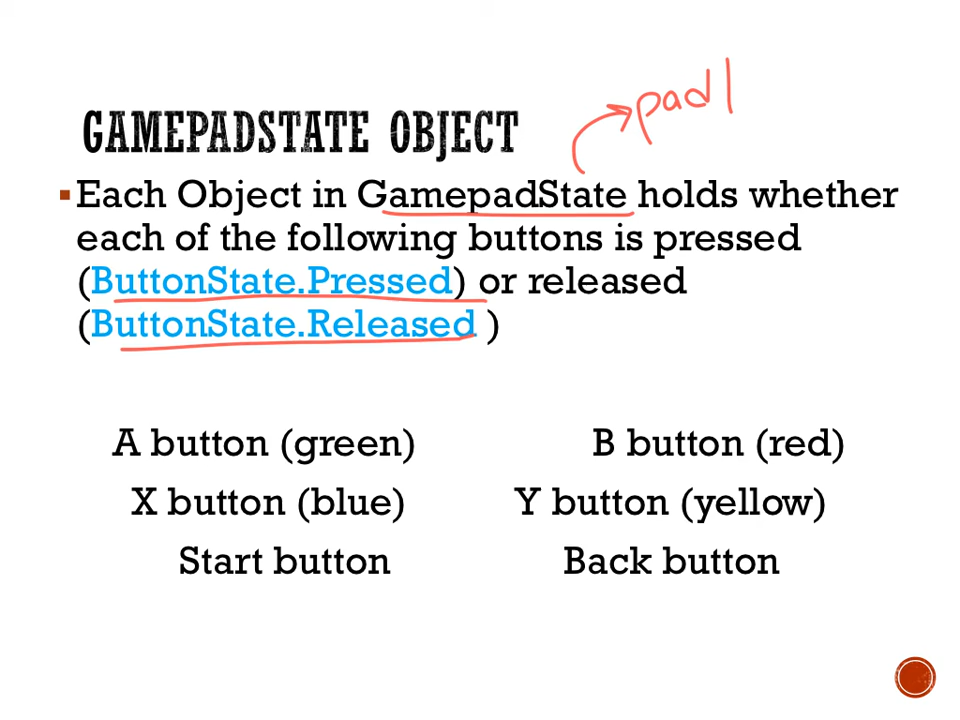 pad1
GAMEPADSTATE OBJECT
▪Each Object in GamepadState holds whether
each of the following buttons is pressed
(ButtonState.Pressed) or released
(ButtonState.Released )
A button (green) B button (red)
X button (blue) Y button (yellow)
Start button Back button